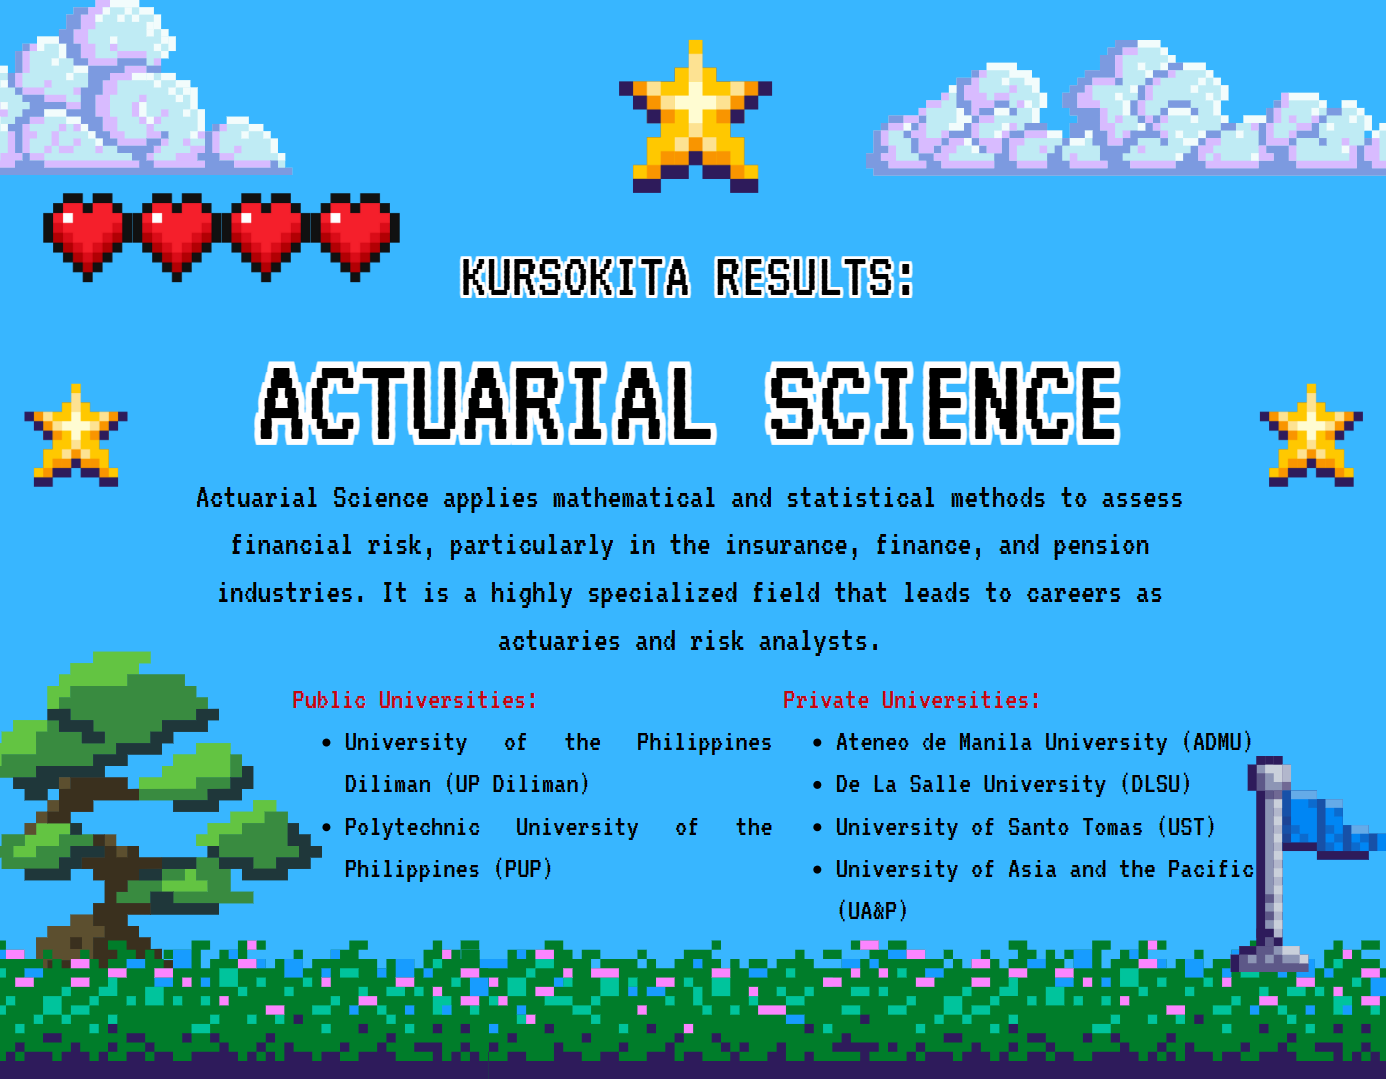 KURSOKITA RESULTS:
ACTUARIAL SCIENCE
Actuarial Science applies mathematical and statistical methods to assess
financial risk, particularly in the insurance, finance, and pension
industries. It is a highly specialized field that leads to careers as
actuaries and risk analysts.
Public Universities:
• University of the Philippines
Diliman (UP Diliman)
• Polytechnic University of the
Philippines (PUP)
Private Universities:
• Ateneo de Manila University (ADMU)
• De La Salle University (DLSU)
• University of Santo Tomas (UST)
• University of Asia and the Pacific
(UA&P)